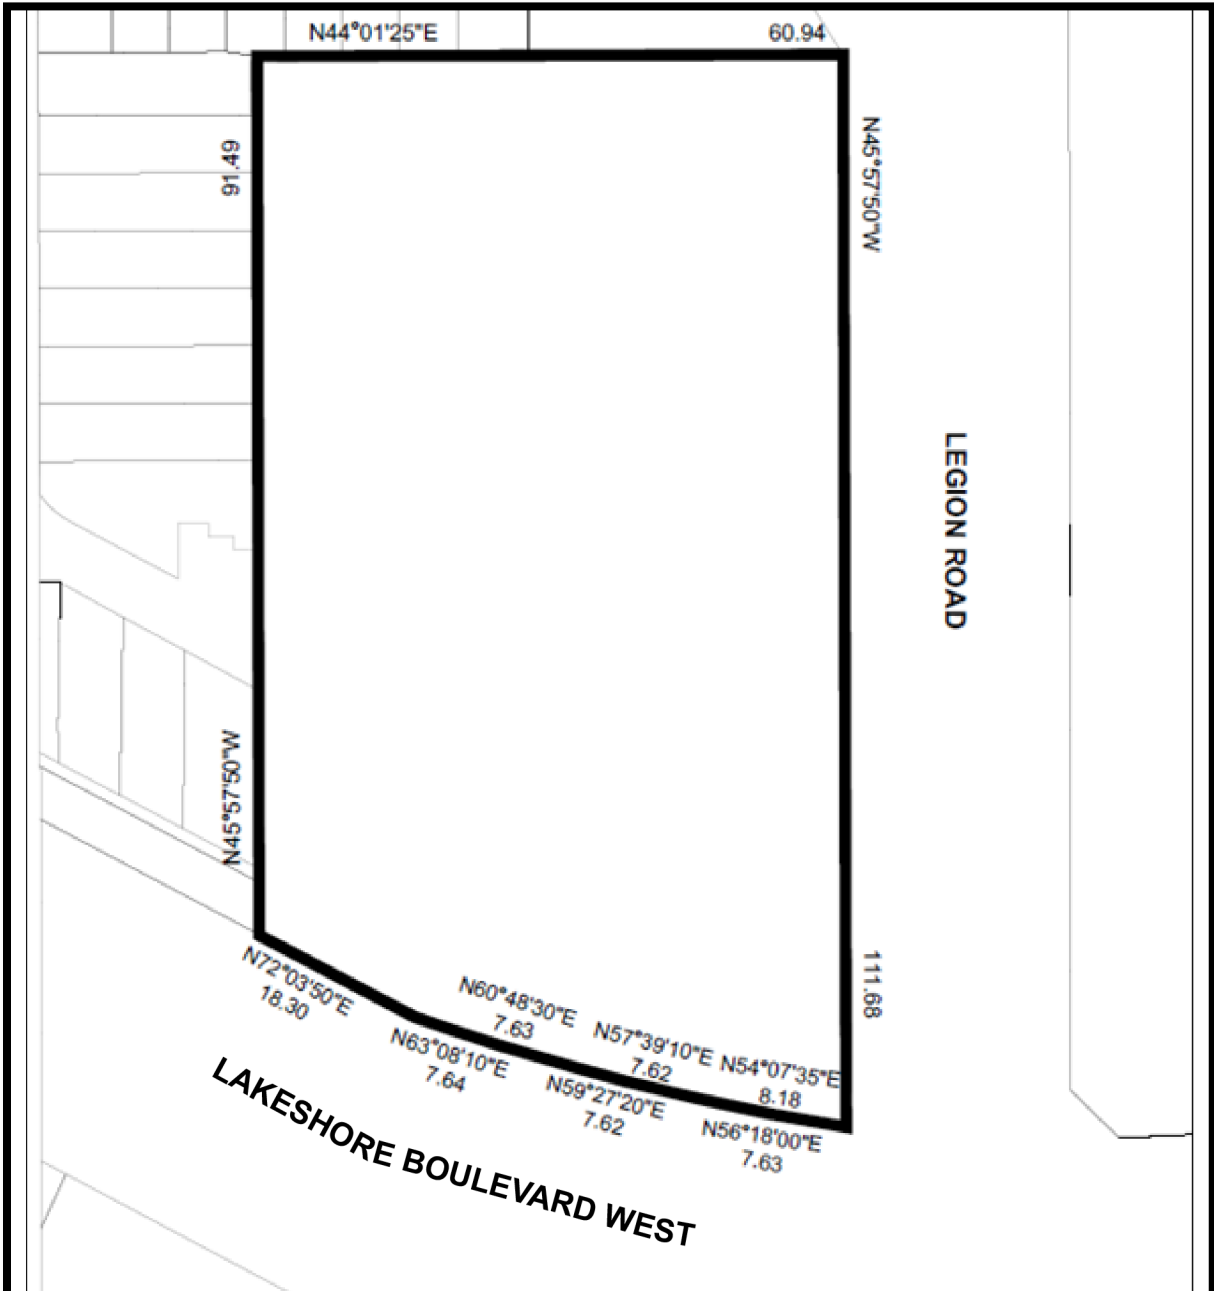 N44°01'25"E
60.94
91.49
N45°57'50"W
LEGION ROAD
N45°57'50"W
111.68
N72°03'50"E
18.30
N60°48'30"E
7.63
N63°08'10"E
7.64
N57°39'10"E
7.62
N59°27'20"E
7.62
N54°07'35"E
8.18
N56°18'00"E
7.63
LAKESHORE BOULEVARD WEST